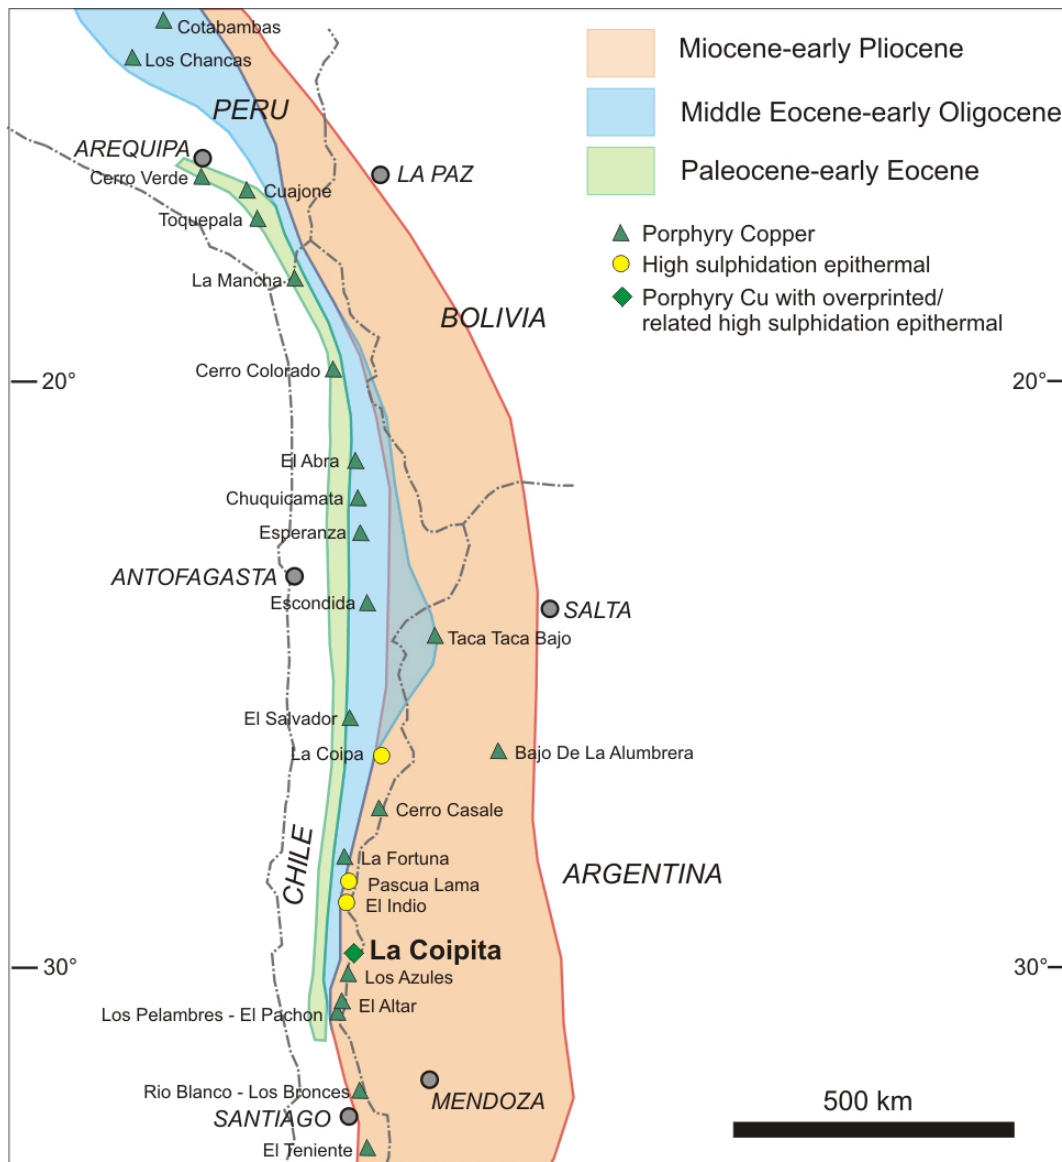 Cotabambas
Los Chancas
PERU
AREQUIPA
Cerro Verde
Cuajone
Toquepala
La Mancha
LA PAZ
Miocene-early Pliocene
Middle Eocene-early Oligocene
Paleocene-early Eocene
Porphyry Copper
High sulphidation epithermal
Porphyry Cu with overprinted/
related high sulphidation epithermal
BOLIVIA
Cerro Colorado
20°
20°
El Abra
Chuquicamata
Esperanza
ANTOFAGASTA
Escondida
SALTA
Taca Taca Bajo
El Salvador
La Coipa
Bajo De La Alumbrera
Cerro Casale
CHILE
La Fortuna
Pascua Lama
El Indio
ARGENTINA
La Coipita
30°
30°
Los Azules
El Altar
Los Pelambres - El Pachon
Rio Blanco - Los Bronces
MENDOZA
SANTIAGO
El Teniente
500 km